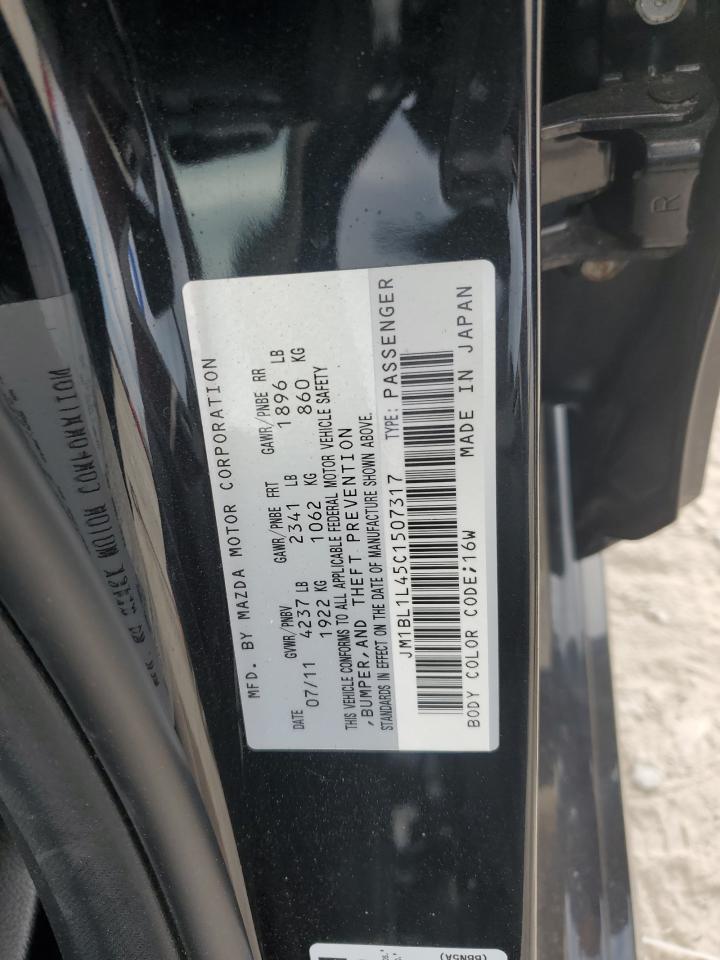 MFD. BY MAZDA MOTOR CORPORATION
DATE GVWR/PNBV GAWR/PNBE FRT GAWR/PNBE RR
07/11 4237 LB 2341 LB 1896 LB
1922 KG 1062 KG 860 KG
THIS VEHICLE CONFORMS TO ALL APPLICABLE FEDERAL MOTOR VEHICLE SAFETY
,BUMPER,AND THEFT PREVENTION
STANDARDS IN EFFECT ON THE DATE OF MANUFACTURE SHOWN ABOVE.
JM1BL1L45C1507317 TYPE: PASSENGER
BODY COLOR CODE;16W MADE IN JAPAN
R
(BBN5A)